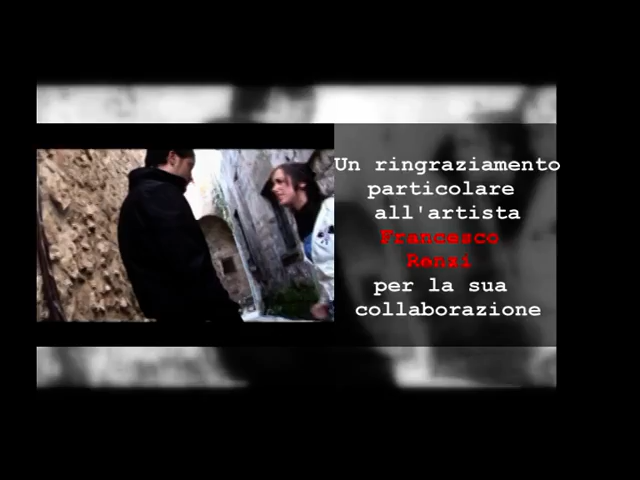 Un ringraziamento
particolare
all'artista
Francesco
Renzi
per la sua
collaborazione